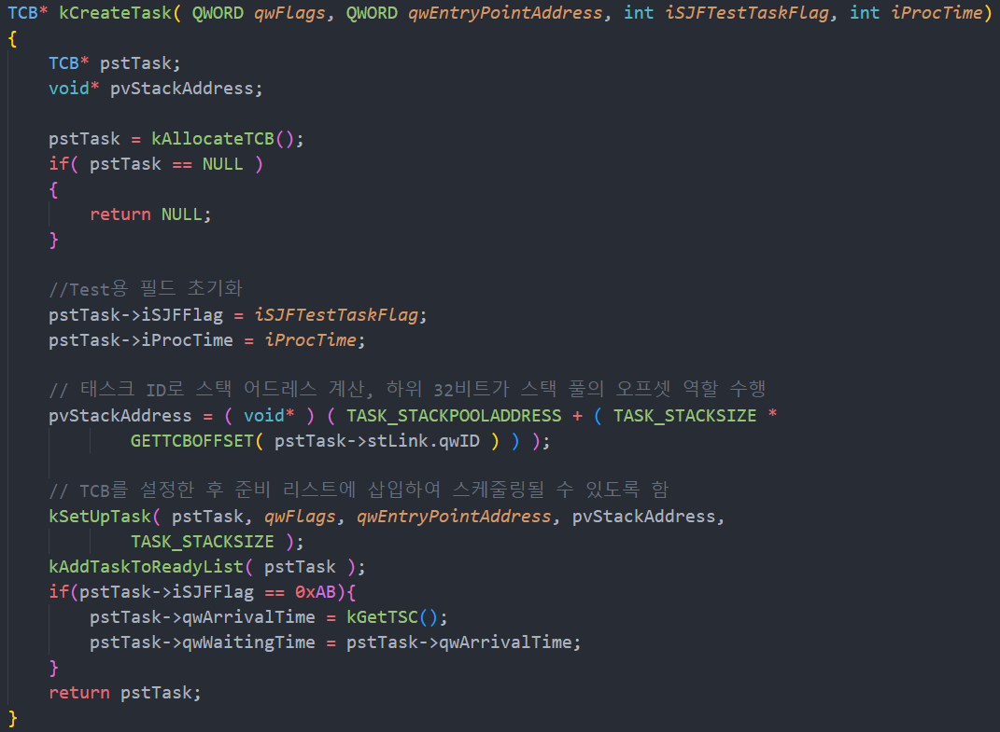 TCB* kCreateTask( QWORD qwFlags, QWORD qwEntryPointAddress, int iSJFTestTaskFlag, int iProcTime)
{
    TCB* pstTask;
    void* pvStackAddress;

    pstTask = kAllocateTCB();
    if( pstTask == NULL )
    {
        return NULL;
    }

    //Test용 필드 초기화
    pstTask->iSJFFlag = iSJFTestTaskFlag;
    pstTask->iProcTime = iProcTime;

    // 태스크 ID로 스택 어드레스 계산, 하위 32비트가 스택 풀의 오프셋 역할 수행
    pvStackAddress = ( void* ) ( TASK_STACKPOOLADDRESS + ( TASK_STACKSIZE *
            GETTCBOFFSET( pstTask->stLink.qwID ) ) );

    // TCB를 설정한 후 준비 리스트에 삽입하여 스케줄링될 수 있도록 함
    kSetUpTask( pstTask, qwFlags, qwEntryPointAddress, pvStackAddress,
            TASK_STACKSIZE );
    kAddTaskToReadyList( pstTask );
    if(pstTask->iSJFFlag == 0xAB){
        pstTask->qwArrivalTime = kGetTSC();
        pstTask->qwWaitingTime = pstTask->qwArrivalTime;
    }
    return pstTask;
}